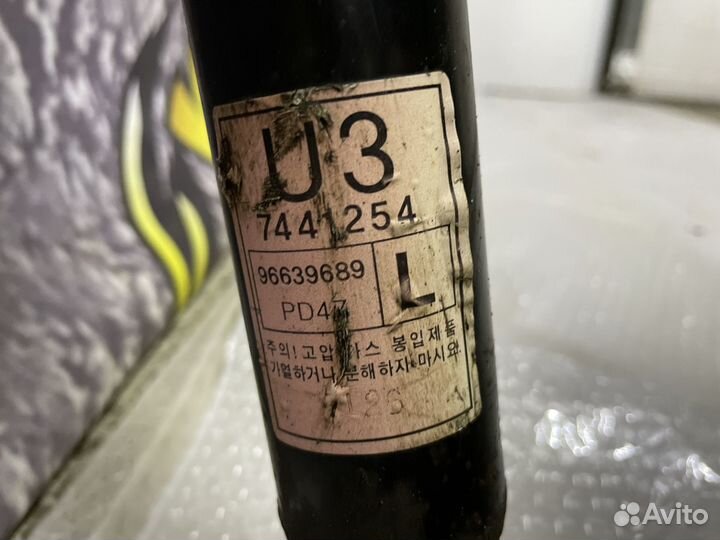 U3
7441254
96639689
L
PD47
주의! 고압가스 봉입제품
가열하거나 분해하지 마시오
26
Avito